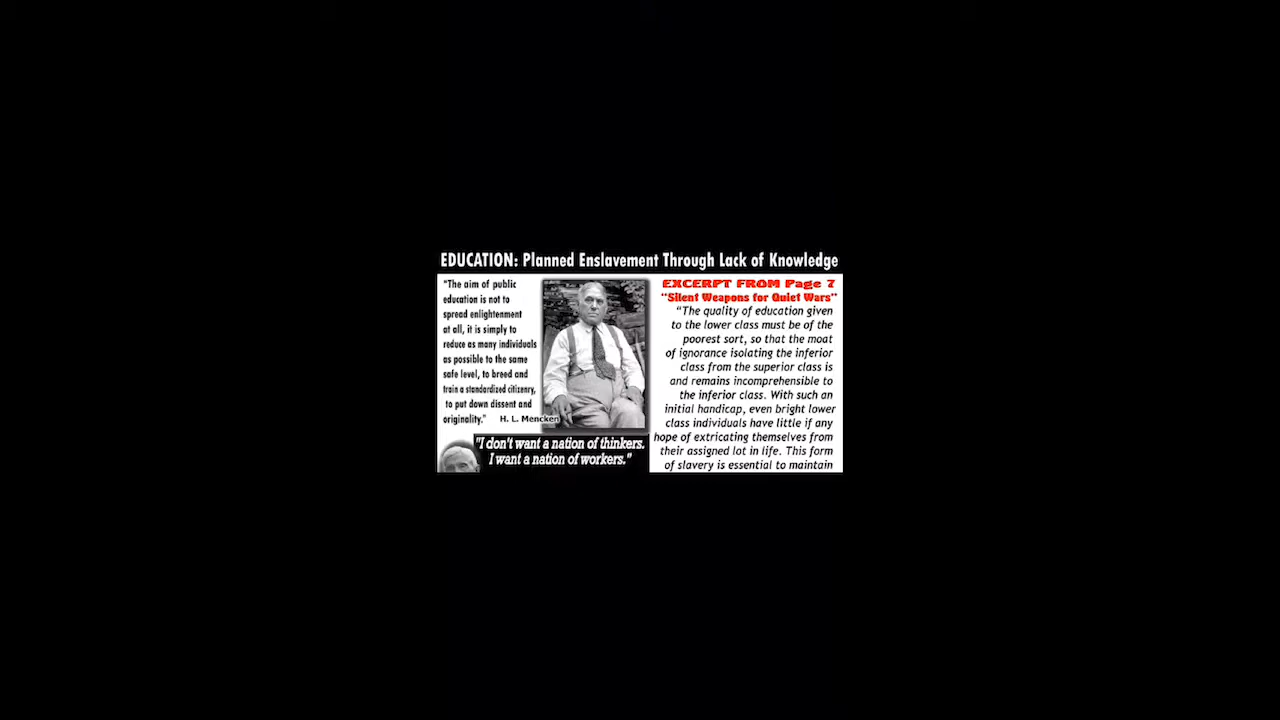 EDUCATION: Planned Enslavement Through Lack of Knowledge
"The aim of public
education is not to
spread enlightenment
at all, it is simply to
reduce as many individuals
as possible to the same
safe level, to breed and
train a standardized citizenry,
to put down dissent and
originality." H. L. Mencken
"I don't want a nation of thinkers.
I want a nation of workers."
EXCERPT FROM Page 7
"Silent Weapons for Quiet Wars"
"The quality of education given
to the lower class must be of the
poorest sort, so that the moat
of ignorance isolating the inferior
class from the superior class is
and remains incomprehensible to
the inferior class. With such an
initial handicap, even bright lower
class individuals have little if any
hope of extricating themselves from
their assigned lot in life. This form
of slavery is essential to maintain